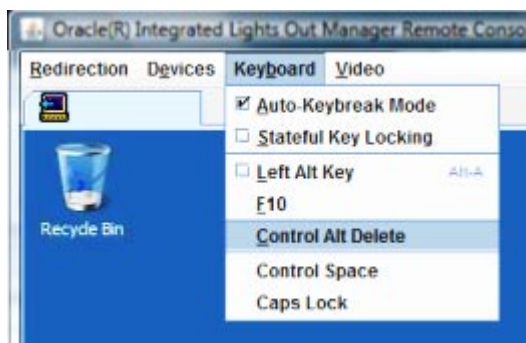 Oracle(R) Integrated Lights Out Manager Remote Conso
Redirection Devices Keyboard Video
Auto-Keybreak Mode
Stateful Key Locking
Left Alt Key Alt-A
F10
Recycle Bin
Control Alt Delete
Control Space
Caps Lock